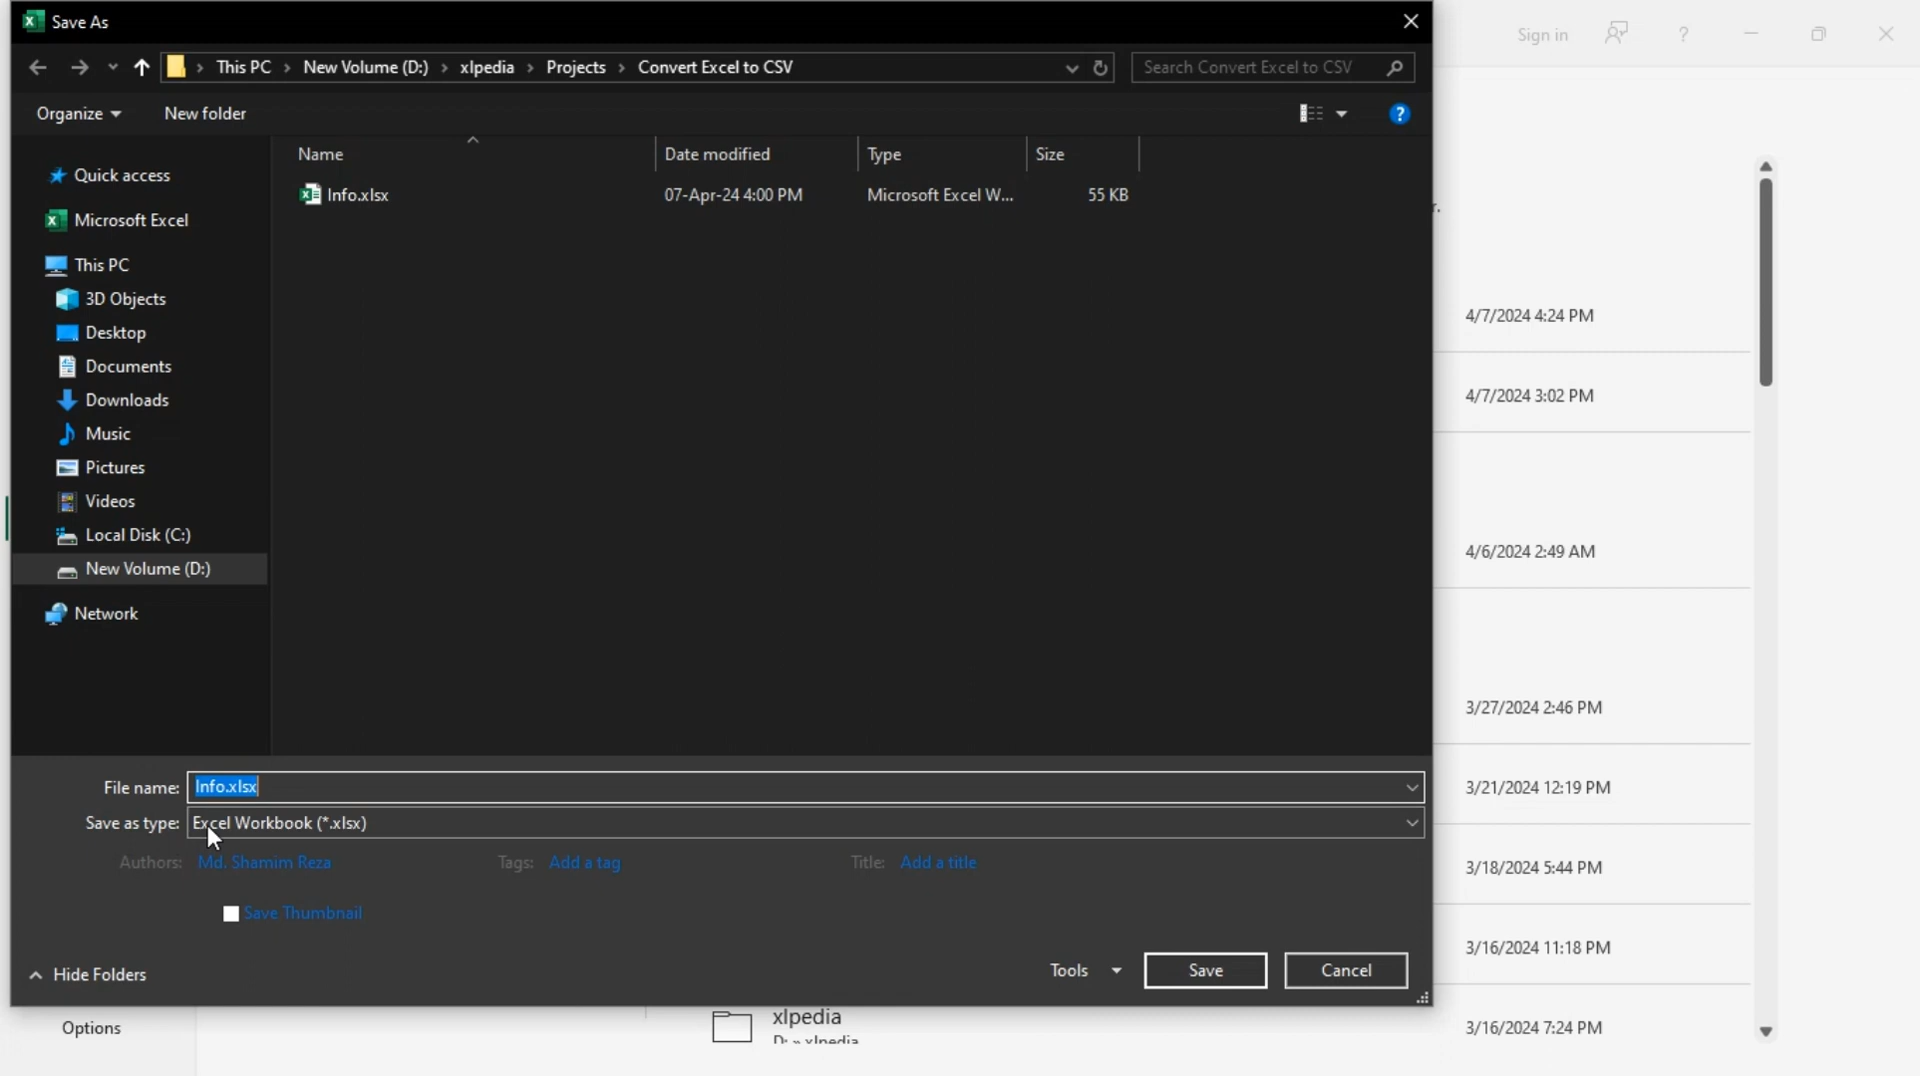 Save As
Sign in
?
This PC > New Volume (D:) > xlpedia > Projects > Convert Excel to CSV
Search Convert Excel to CSV
Organize
New folder
?
Name
Date modified
Type
Size
Info.xlsx
07-Apr-24 4:00 PM
Microsoft Excel W...
55 KB
Quick access
Microsoft Excel
This PC
3D Objects
Desktop
Documents
Downloads
Music
Pictures
Videos
Local Disk (C:)
New Volume (D:)
Network
r.
4/7/2024 4:24 PM
4/7/2024 3:02 PM
4/6/2024 2:49 AM
3/27/2024 2:46 PM
3/21/2024 12:19 PM
3/18/2024 5:44 PM
3/16/2024 11:18 PM
3/16/2024 7:24 PM
File name: Info.xlsx
Save as type: Excel Workbook (*.xlsx)
Authors: Md. Shamim Reza
Tags: Add a tag
Title: Add a title
Save Thumbnail
Hide Folders
Tools
Save
Cancel
Options
xlpedia
D: » xlpedia